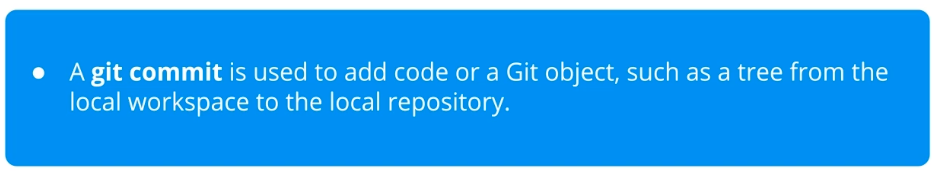 ● A git commit is used to add code or a Git object, such as a tree from the
local workspace to the local repository.